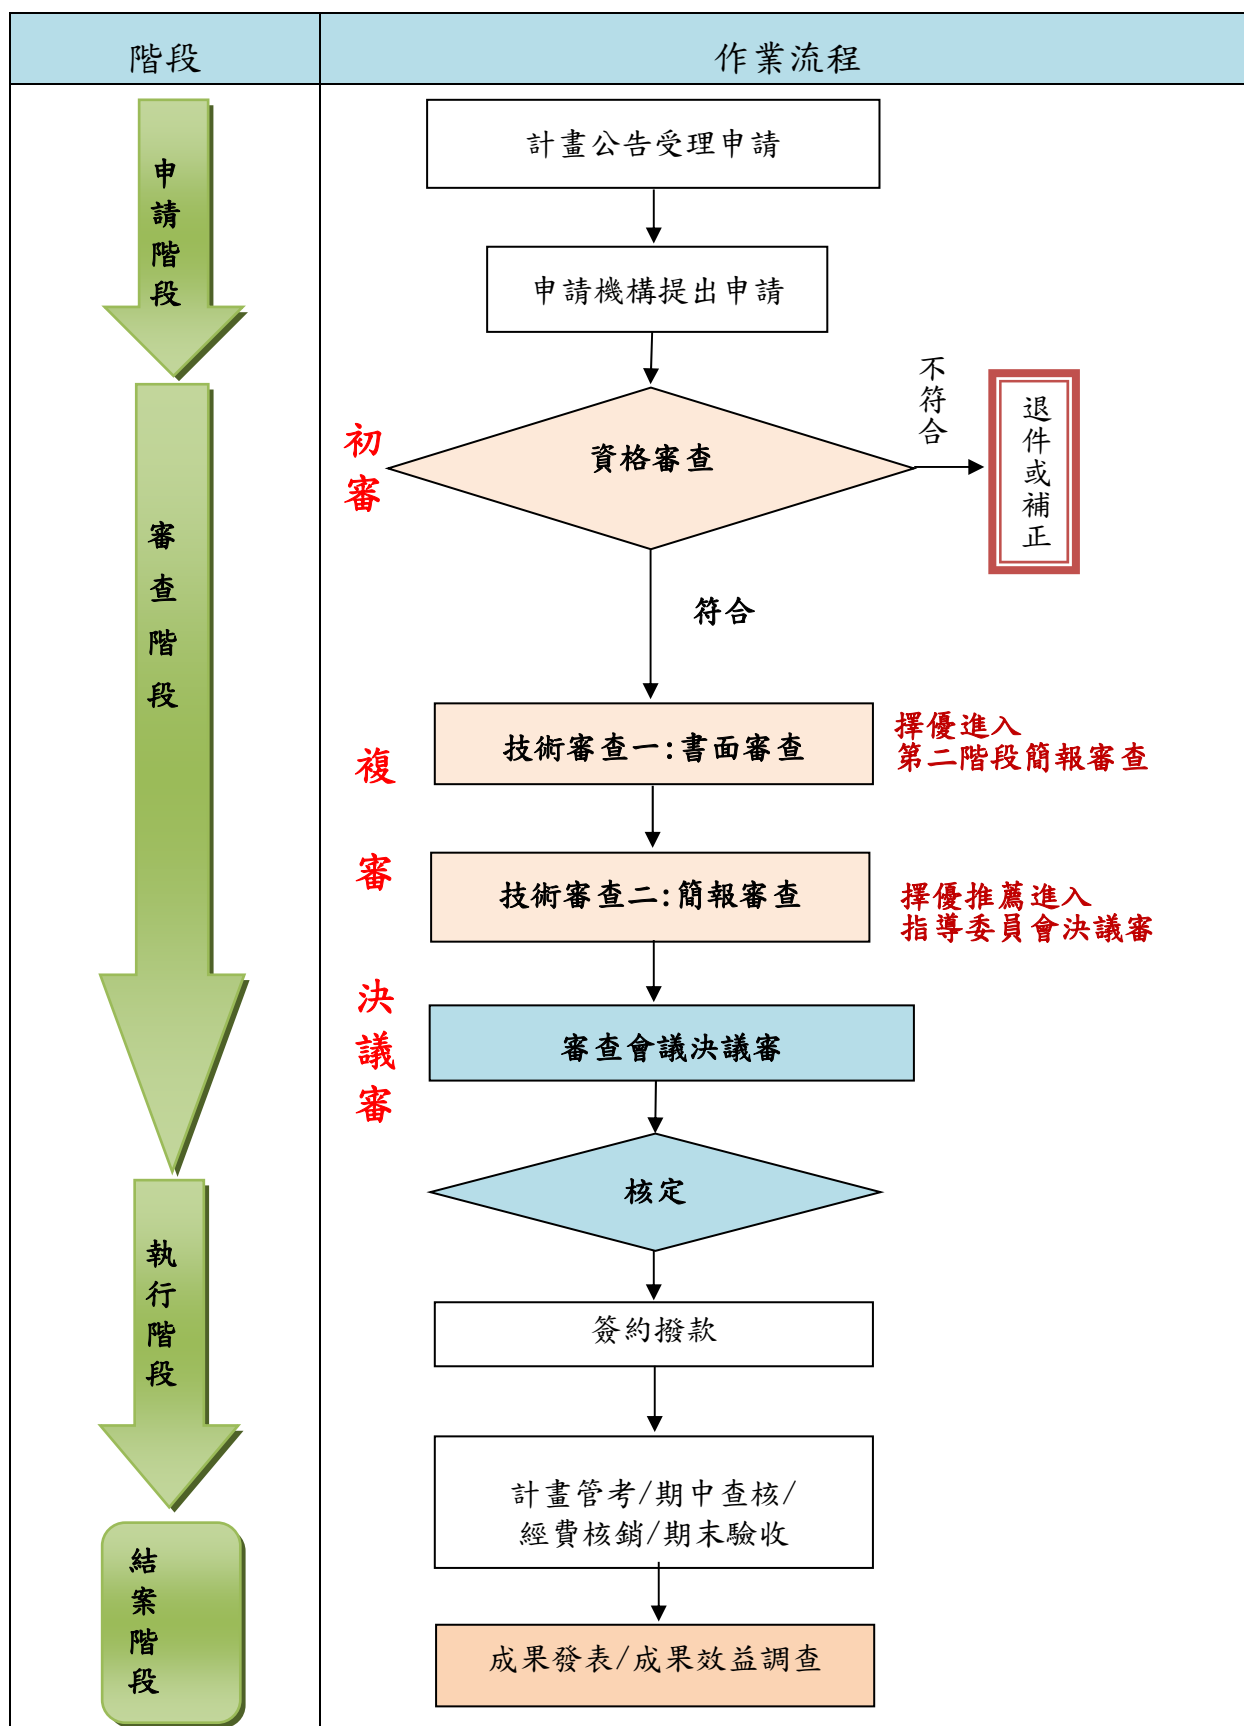 階段
作業流程
申請階段
計畫公告受理申請
申請機構提出申請
審查階段
初審
資格審查
不符合
退件或補正
符合
複審
技術審查一:書面審查
擇優進入
第二階段簡報審查
技術審查二:簡報審查
擇優推薦進入
指導委員會決議審
決議審
審查會議決議審
核定
執行階段
簽約撥款
計畫管考/期中查核/
經費核銷/期末驗收
結案階段
成果發表/成果效益調查